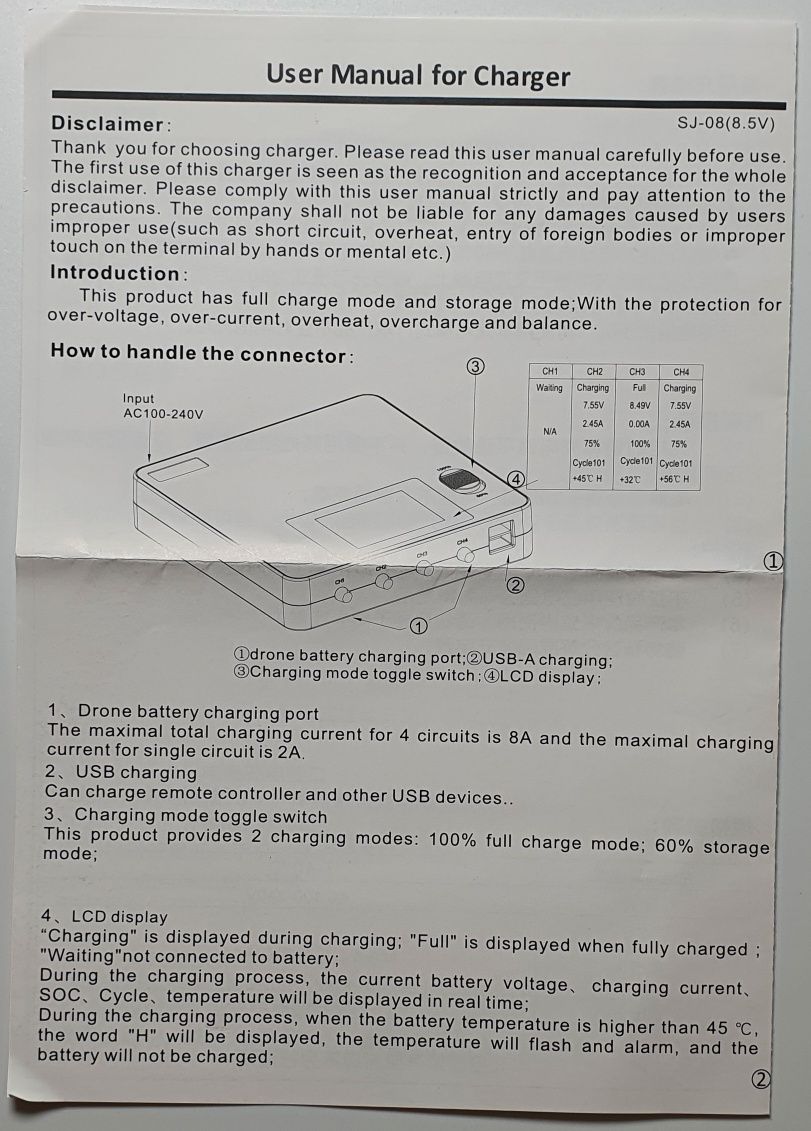 User Manual for Charger
Disclaimer:
SJ-08(8.5V)
Thank you for choosing charger. Please read this user manual carefully before use.
The first use of this charger is seen as the recognition and acceptance for the whole
disclaimer. Please comply with this user manual strictly and pay attention to the
precautions. The company shall not be liable for any damages caused by users
improper use(such as short circuit, overheat, entry of foreign bodies or improper
touch on the terminal by hands or mental etc.)
Introduction:
This product has full charge mode and storage mode;With the protection for
over-voltage, over-current, overheat, overcharge and balance.
How to handle the connector:
③
Input
AC100-240V
CH1 CH2 CH3 CH4
Waiting Charging Full Charging
7.55V 8.49V 7.55V
N/A 2.45A 0.00A 2.45A
75% 100% 75%
Cycle101 Cycle101 Cycle101
+45℃ H +32℃ +56℃ H
④
100%
60%
CH1 CH2 CH3 CH4
①
②
①
①drone battery charging port;②USB-A charging;
③Charging mode toggle switch;④LCD display;
1、Drone battery charging port
The maximal total charging current for 4 circuits is 8A and the maximal charging
current for single circuit is 2A.
2、USB charging
Can charge remote controller and other USB devices..
3、Charging mode toggle switch
This product provides 2 charging modes: 100% full charge mode; 60% storage
mode;
4、LCD display
“Charging" is displayed during charging; "Full" is displayed when fully charged ;
"Waiting"not connected to battery;
During the charging process, the current battery voltage、 charging current、
SOC、Cycle、temperature will be displayed in real time;
During the charging process, when the battery temperature is higher than 45 ℃,
the word "H" will be displayed, the temperature will flash and alarm, and the
battery will not be charged;
②